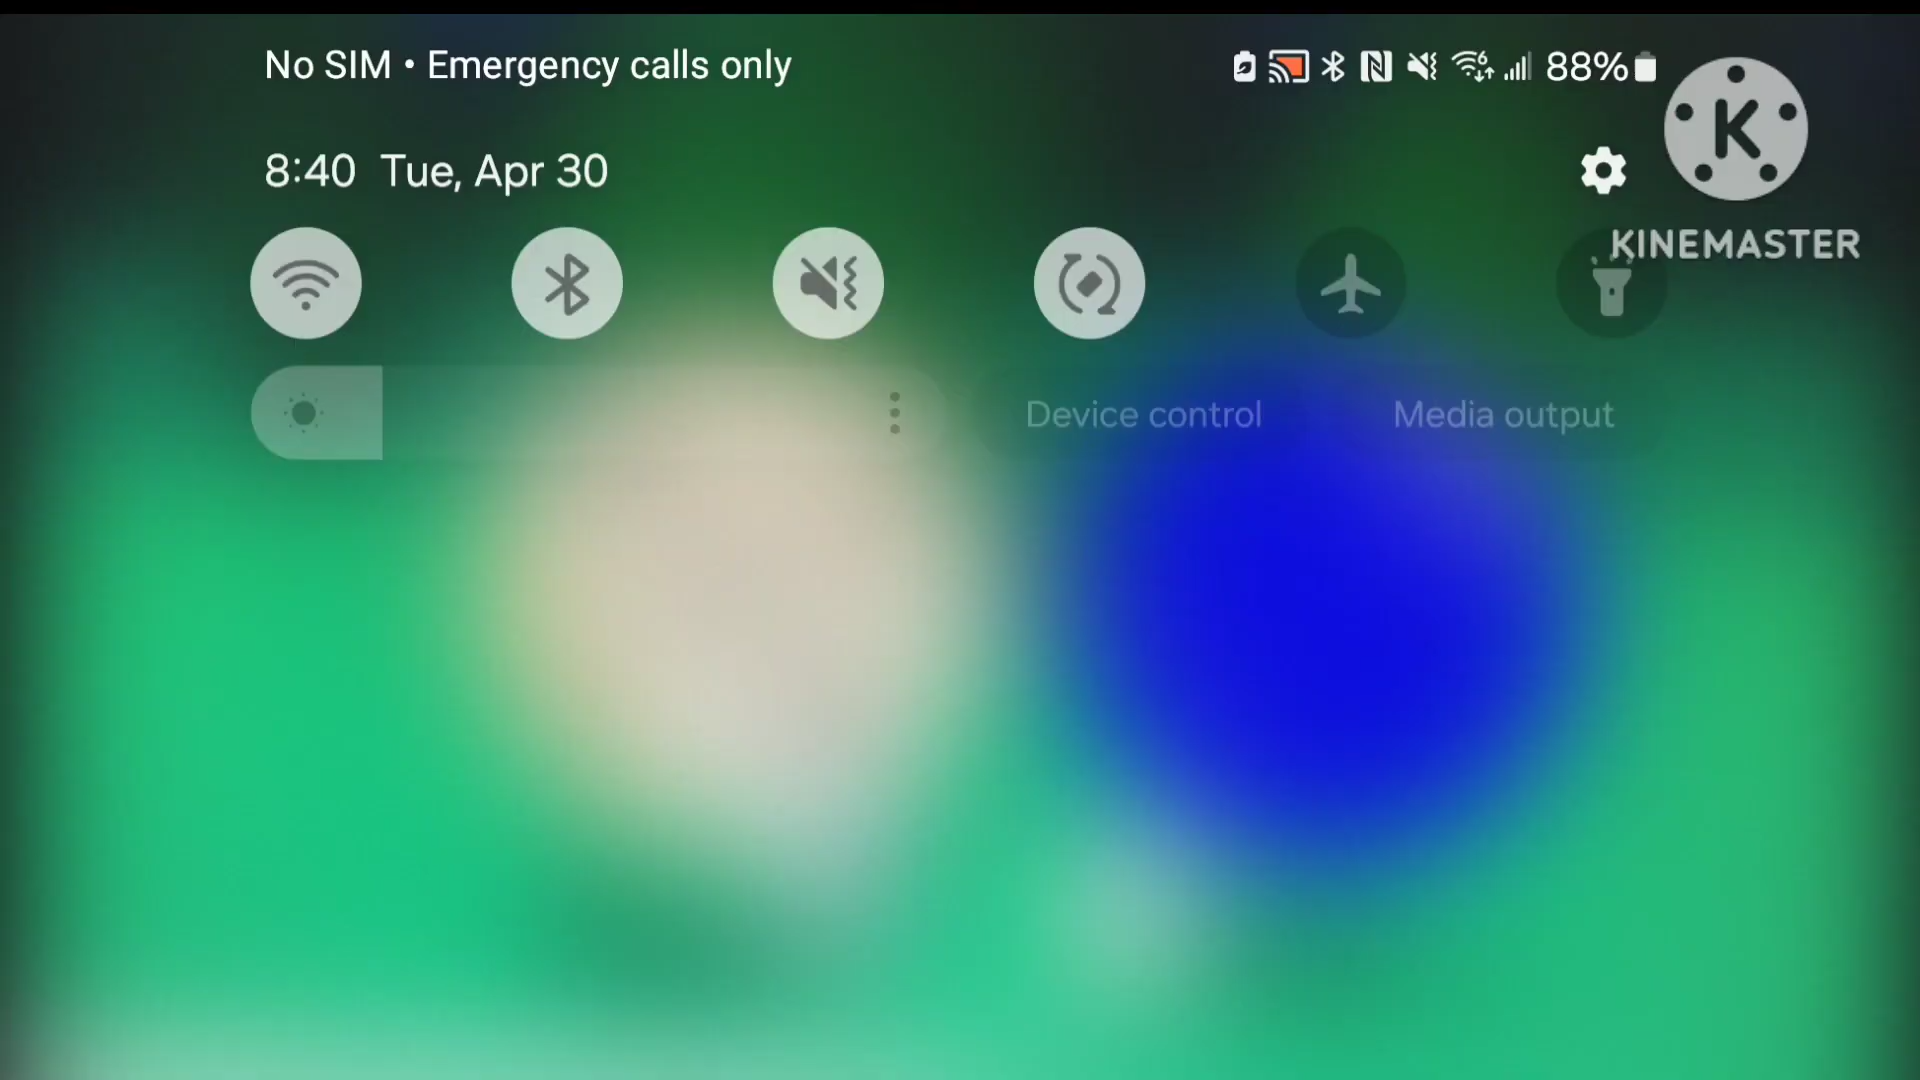 No SIM • Emergency calls only
88%
K
8:40 Tue, Apr 30
KINEMASTER
Device control
Media output